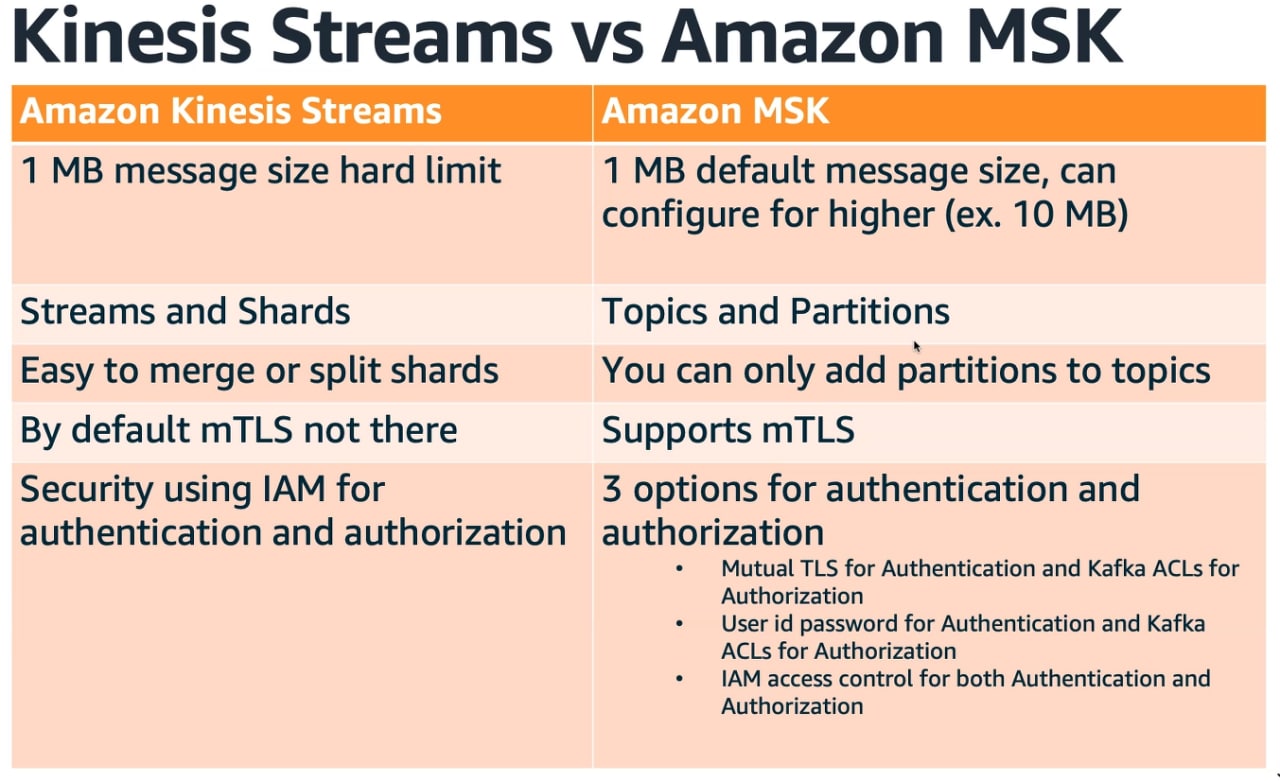 Kinesis Streams vs Amazon MSK
Amazon Kinesis Streams
Amazon MSK
1 MB message size hard limit
1 MB default message size, can
configure for higher (ex. 10 MB)
Streams and Shards
Topics and Partitions
Easy to merge or split shards
You can only add partitions to topics
By default mTLS not there
Supports mTLS
Security using IAM for
authentication and authorization
3 options for authentication and
authorization
• Mutual TLS for Authentication and Kafka ACLs for
Authorization
• User id password for Authentication and Kafka
ACLs for Authorization
• IAM access control for both Authentication and
Authorization